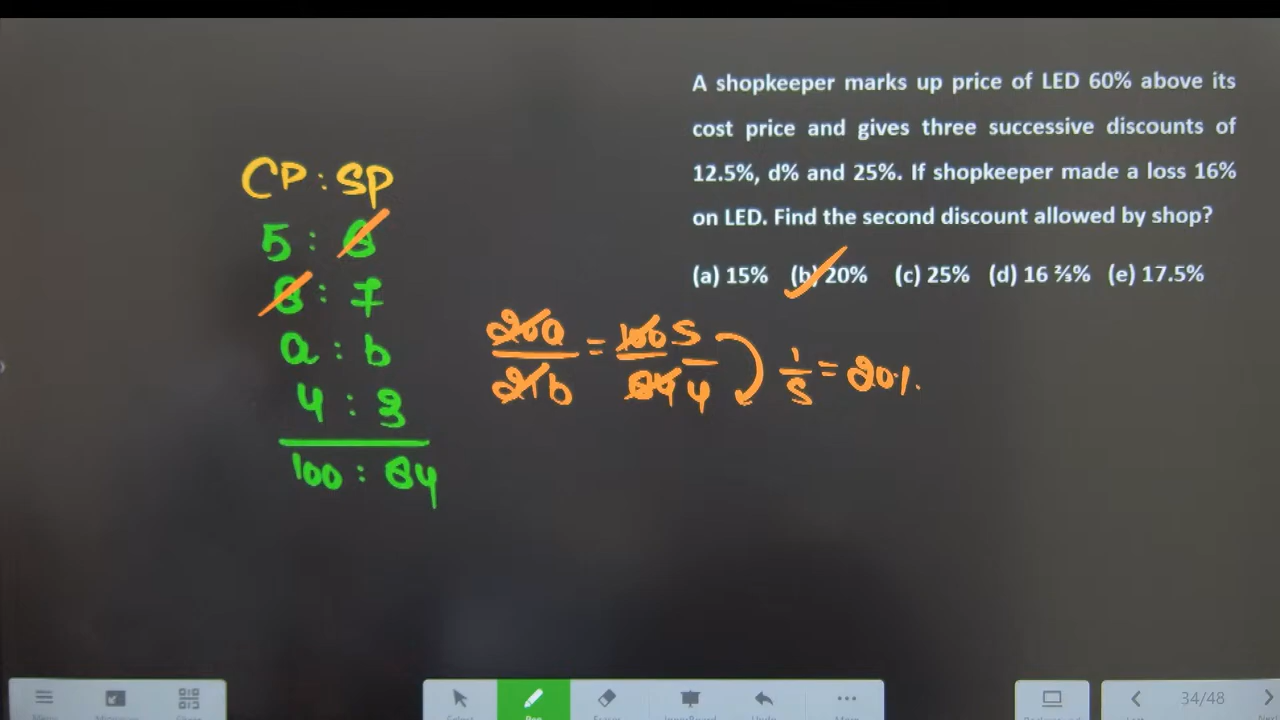 A shopkeeper marks up price of LED 60% above its
cost price and gives three successive discounts of
12.5%, d% and 25%. If shopkeeper made a loss 16%
on LED. Find the second discount allowed by shop?
(a) 15% (b) 20% (c) 25% (d) 16 ⅔% (e) 17.5%
CP : SP
5 : 8
8 : 7
a : b
4 : 3
100 : 84
20a/21b = 100/84 5/4 1/5 = 20%.
34/48